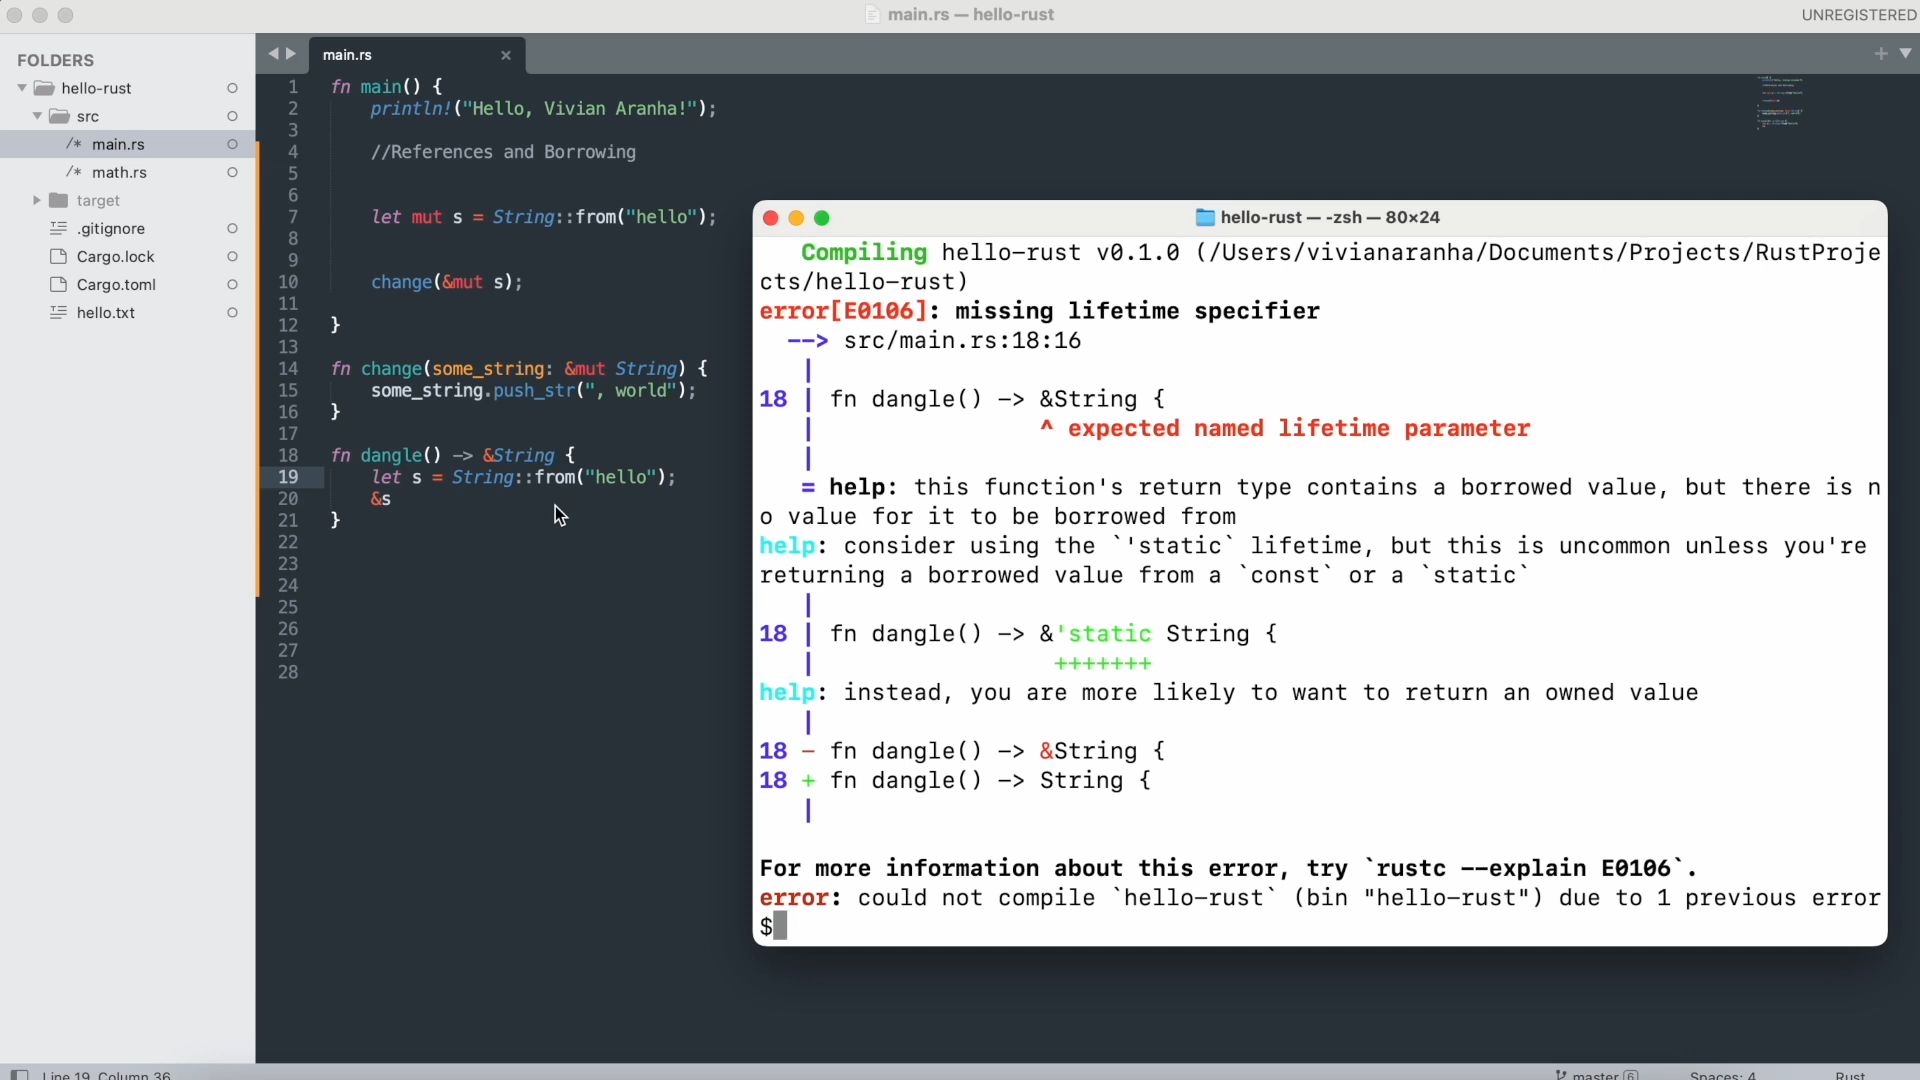 main.rs — hello-rust
UNREGISTERED
FOLDERS
hello-rust
src
/* main.rs
/* math.rs
target
.gitignore
Cargo.lock
Cargo.toml
hello.txt
main.rs
1 fn main() {
2 println!("Hello, Vivian Aranha!");
3
4 //References and Borrowing
5
6
7 let mut s = String::from("hello");
8
9
10 change(&mut s);
11
12 }
13
14 fn change(some_string: &mut String) {
15 some_string.push_str(", world");
16 }
17
18 fn dangle() -> &String {
19 let s = String::from("hello");
20 &s
21 }
22
23
24
25
26
27
28
hello-rust — -zsh — 80×24
Compiling hello-rust v0.1.0 (/Users/vivianaranha/Documents/Projects/RustProje
cts/hello-rust)
error[E0106]: missing lifetime specifier
--> src/main.rs:18:16
|
18 | fn dangle() -> &String {
| ^ expected named lifetime parameter
|
= help: this function's return type contains a borrowed value, but there is n
o value for it to be borrowed from
help: consider using the `'static` lifetime, but this is uncommon unless you're
returning a borrowed value from a `const` or a `static`
|
18 | fn dangle() -> &'static String {
| +++++++
help: instead, you are more likely to want to return an owned value
|
18 - fn dangle() -> &String {
18 + fn dangle() -> String {
|
For more information about this error, try `rustc --explain E0106`.
error: could not compile `hello-rust` (bin "hello-rust") due to 1 previous error
$
Line 19, Column 36
master 6
Spaces: 4
Rust